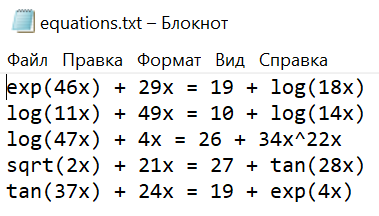 equations.txt – Блокнот
Файл Правка Формат Вид Справка
exp(46x) + 29x = 19 + log(18x)
log(11x) + 49x = 10 + log(14x)
log(47x) + 4x = 26 + 34x^22x
sqrt(2x) + 21x = 27 + tan(28x)
tan(37x) + 24x = 19 + exp(4x)